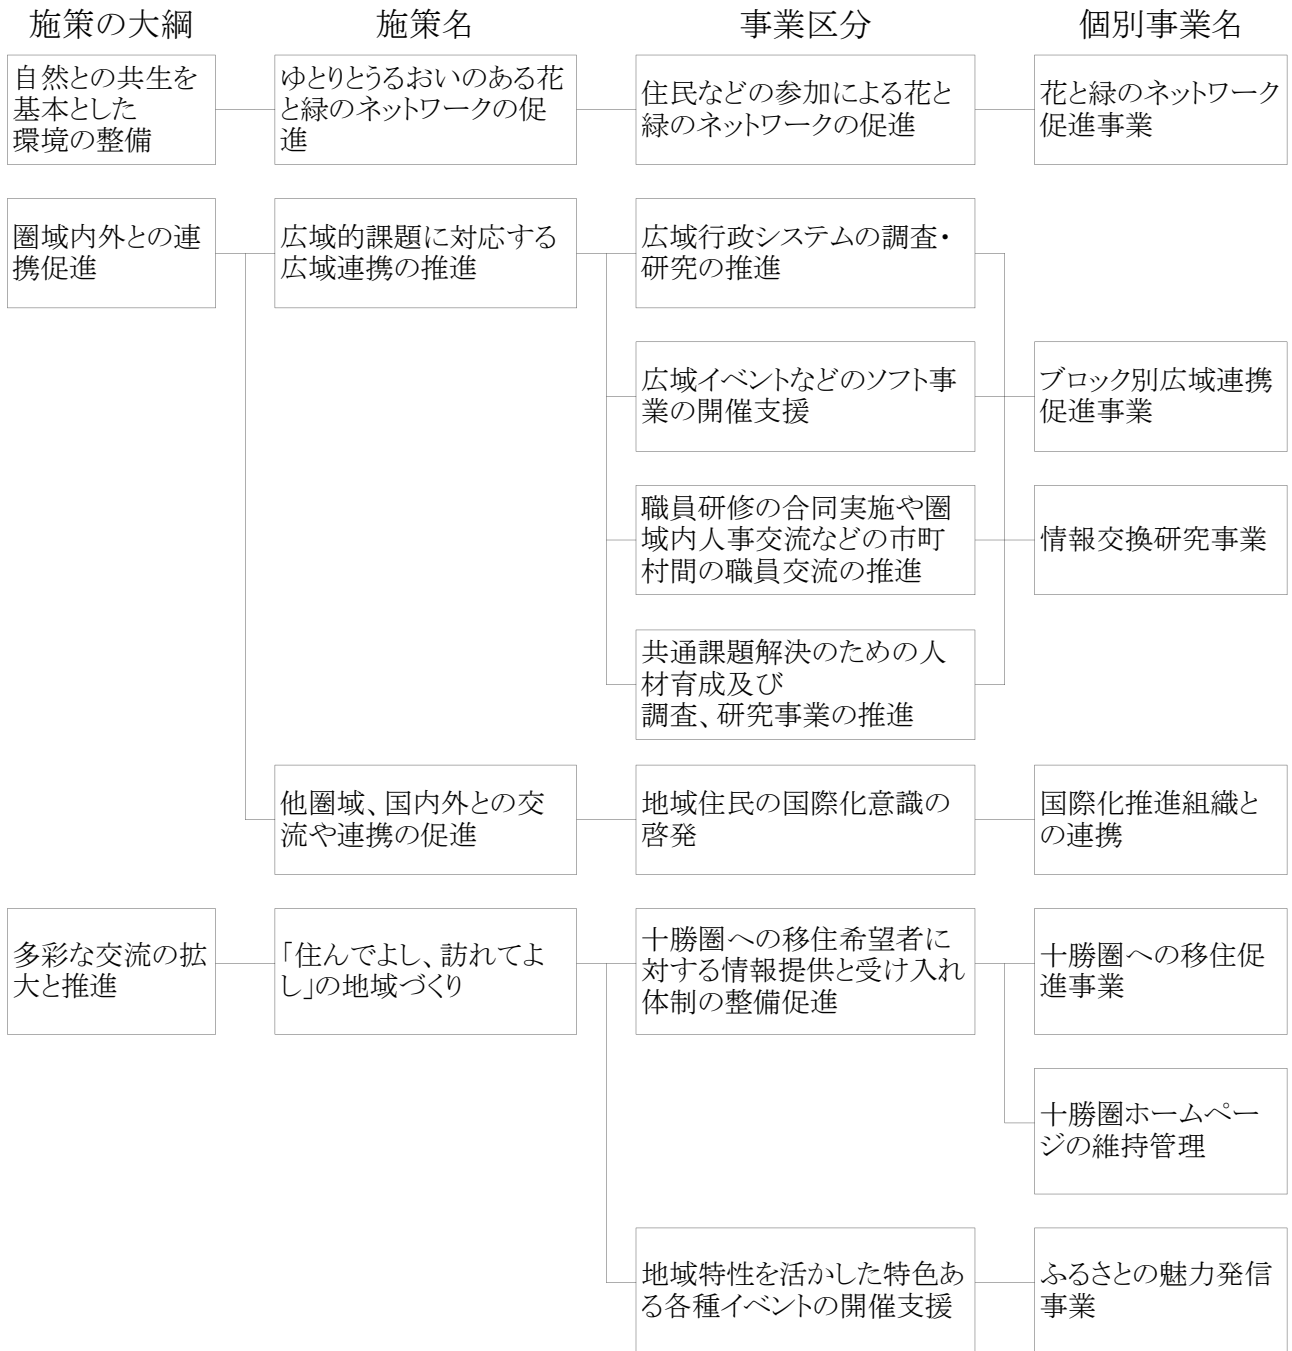 施策の大綱
施策名
事業区分
個別事業名
自然との共生を
基本とした
環境の整備
ゆとりとうるおいのある花
と緑のネットワークの促
進
住民などの参加による花と
緑のネットワークの促進
花と緑のネットワーク
促進事業
圏域内外との連
携促進
広域的課題に対応する
広域連携の推進
広域行政システムの調査・
研究の推進
広域イベントなどのソフト事
業の開催支援
ブロック別広域連携
促進事業
職員研修の合同実施や圏
域内人事交流などの市町
村間の職員交流の推進
情報交換研究事業
共通課題解決のための人
材育成及び
調査、研究事業の推進
他圏域、国内外との交
流や連携の促進
地域住民の国際化意識の
啓発
国際化推進組織と
の連携
多彩な交流の拡
大と推進
「住んでよし、訪れてよ
し」の地域づくり
十勝圏への移住希望者に
対する情報提供と受け入れ
体制の整備促進
十勝圏への移住促
進事業
十勝圏ホームペー
ジの維持管理
地域特性を活かした特色あ
る各種イベントの開催支援
ふるさとの魅力発信
事業